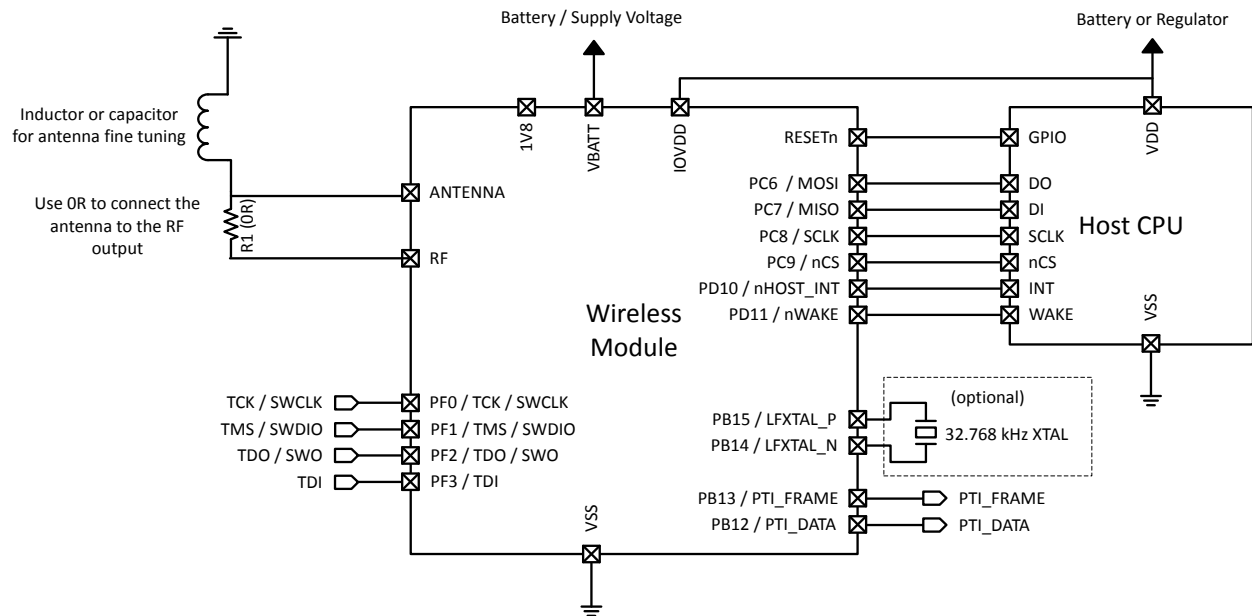 Battery / Supply Voltage
Battery or Regulator
Inductor or capacitor
for antenna fine tuning
Use 0R to connect the
antenna to the RF
output
R1 (0R)
1V8
VBATT
IOVDD
ANTENNA
RF
Wireless
Module
RESETn
PC6 / MOSI
PC7 / MISO
PC8 / SCLK
PC9 / nCS
PD10 / nHOST_INT
PD11 / nWAKE
VDD
GPIO
DO
DI
SCLK
nCS
INT
WAKE
Host CPU
VSS
TCK / SWCLK
TMS / SWDIO
TDO / SWO
TDI
PF0 / TCK / SWCLK
PF1 / TMS / SWDIO
PF2 / TDO / SWO
PF3 / TDI
PB15 / LFXTAL_P
PB14 / LFXTAL_N
(optional)
32.768 kHz XTAL
PB13 / PTI_FRAME
PB12 / PTI_DATA
PTI_FRAME
PTI_DATA
VSS